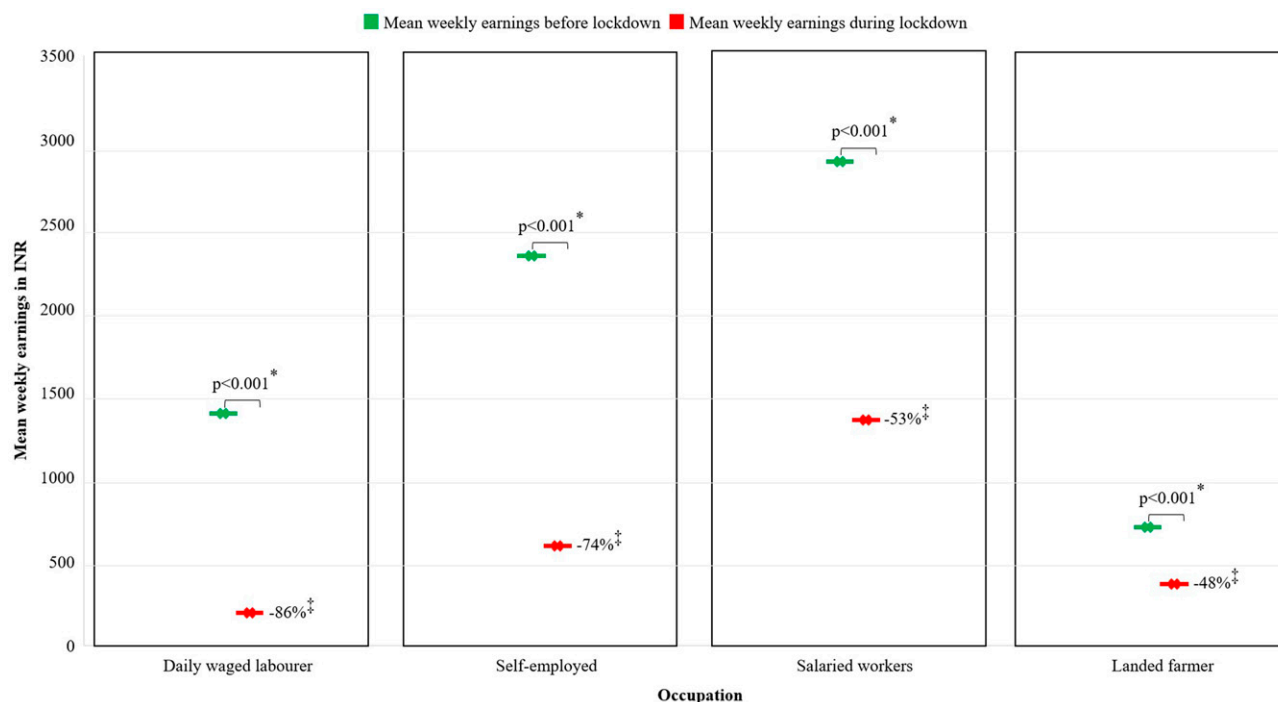 Mean weekly earnings before lockdown Mean weekly earnings during lockdown
Mean weekly earnings in INR
3500
3000
2500
2000
1500
1000
500
0
p<0.001*
-86%‡
p<0.001*
-74%‡
p<0.001*
-53%‡
p<0.001*
-48%‡
Daily waged labourer Self-employed Salaried workers Landed farmer
Occupation